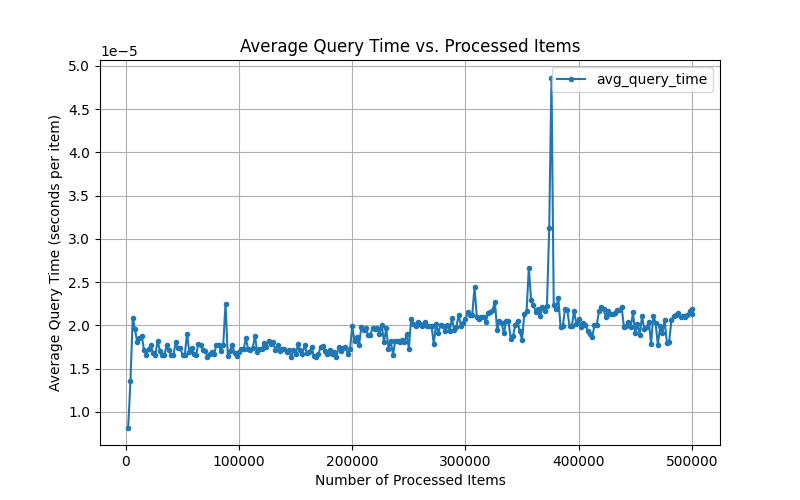 Average Query Time vs. Processed Items
1e−5
avg_query_time
5.0
4.5
4.0
3.5
3.0
2.5
2.0
1.5
1.0
Average Query Time (seconds per item)
0 100000 200000 300000 400000 500000
Number of Processed Items